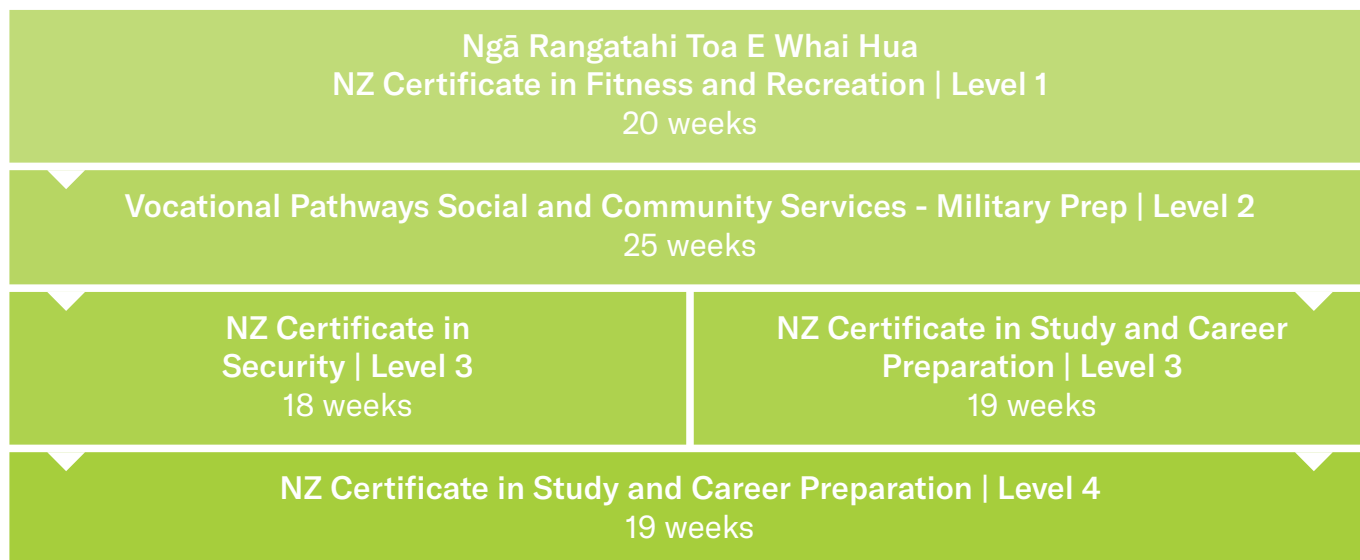 Ngā Rangatahi Toa E Whai Hua
NZ Certificate in Fitness and Recreation | Level 1
20 weeks
Vocational Pathways Social and Community Services - Military Prep | Level 2
25 weeks
NZ Certificate in
Security | Level 3
18 weeks
NZ Certificate in Study and Career
Preparation | Level 3
19 weeks
NZ Certificate in Study and Career Preparation | Level 4
19 weeks